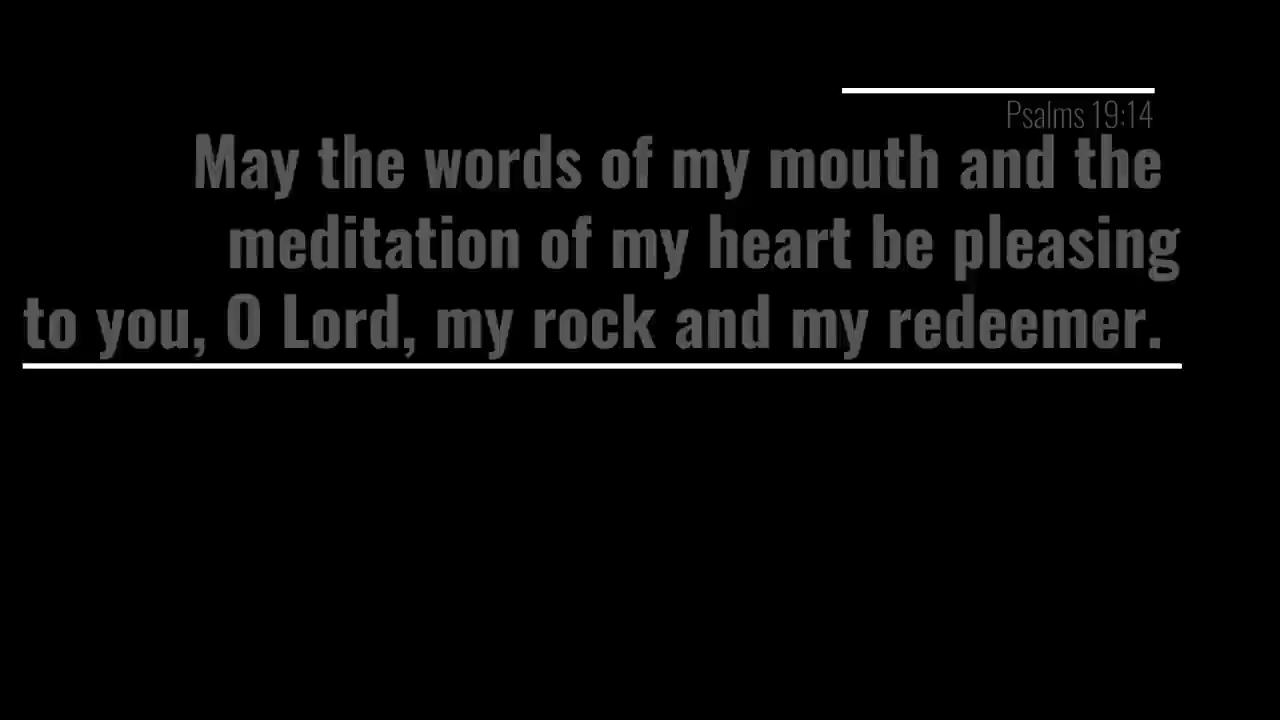 Psalms 19:14
May the words of my mouth and the
meditation of my heart be pleasing
to you, O Lord, my rock and my redeemer.